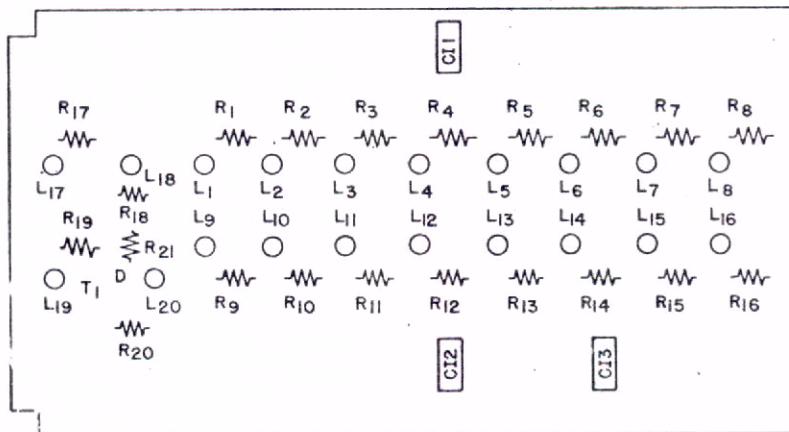 CI1
R17 R1 R2 R3 R4 R5 R6 R7 R8
L17 L18 L1 L2 L3 L4 L5 L6 L7 L8
R18
R19 L9 L10 L11 L12 L13 L14 L15 L16
R21
L19 T1 D L20 R9 R10 R11 R12 R13 R14 R15 R16
R20
CI2 CI3